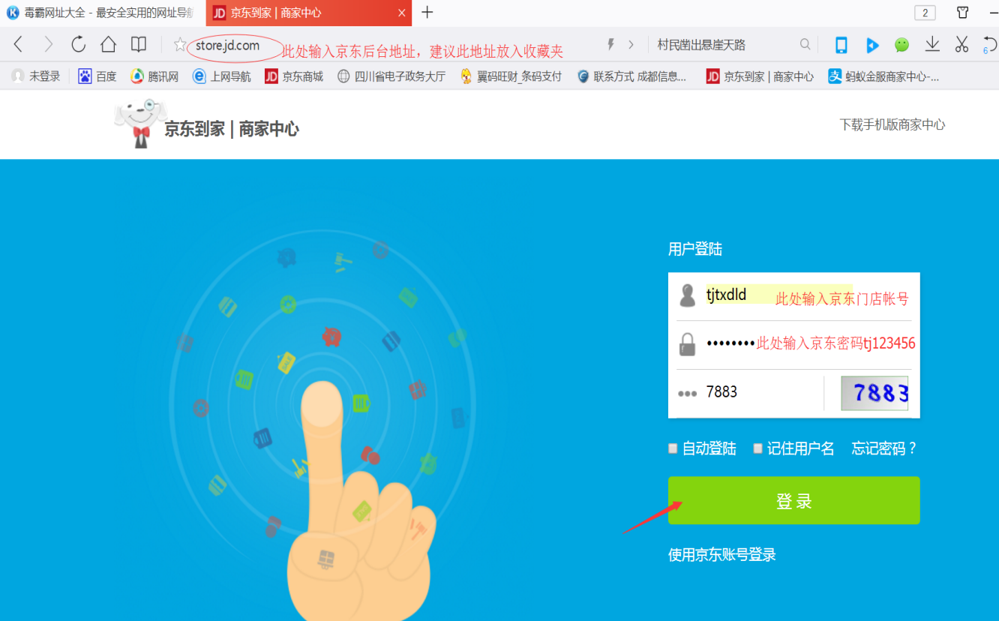 毒霸网址大全 - 最安全实用的网址导航
JD 京东到家 | 商家中心
2
store.jd.com
此处输入京东后台地址，建议此地址放入收藏夹
村民凿出悬崖天路
6
未登录 百度 腾讯网 上网导航 JD 京东商城 四川省电子政务大厅 翼码旺财_条码支付 联系方式 成都信息... JD 京东到家 | 商家中心 支 蚂蚁金服商家中心-...
京东到家 | 商家中心
下载手机版商家中心
用户登陆
tjtxdld 此处输入京东门店帐号
•••••••• 此处输入京东密码tj123456
7883 7883
自动登陆 记住用户名 忘记密码？
登 录
使用京东账号登录